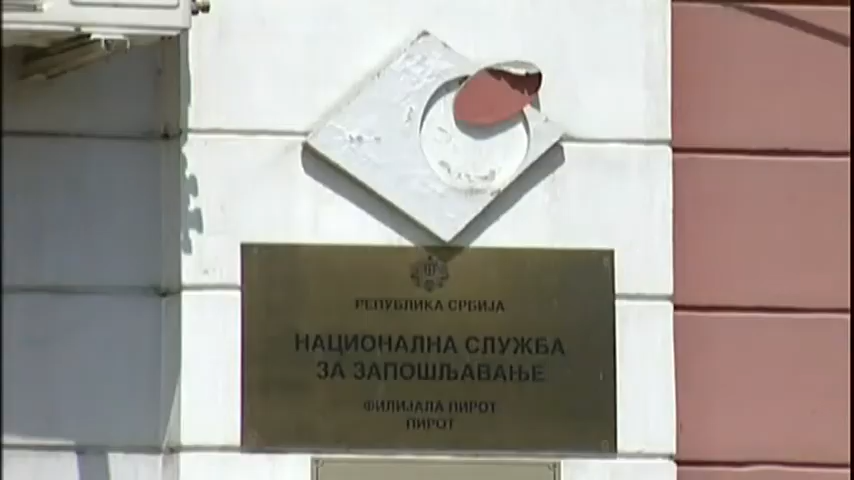 РЕПУБЛИКА СРБИЈА
НАЦИОНАЛНА СЛУЖБА
ЗА ЗАПОШЉАВАЊЕ
ФИЛИЈАЛА ПИРОТ
ПИРОТ